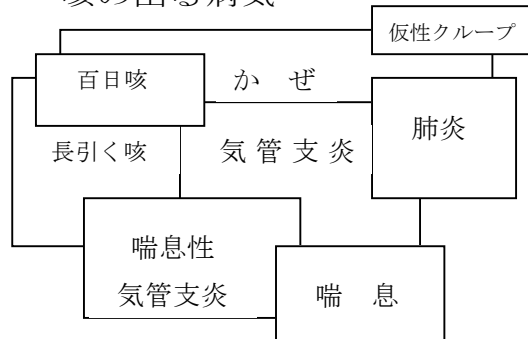 咳の出る病気
仮性クループ
百日咳
か ぜ
肺炎
長引く咳
気 管 支 炎
喘息性
気管支炎
喘 息